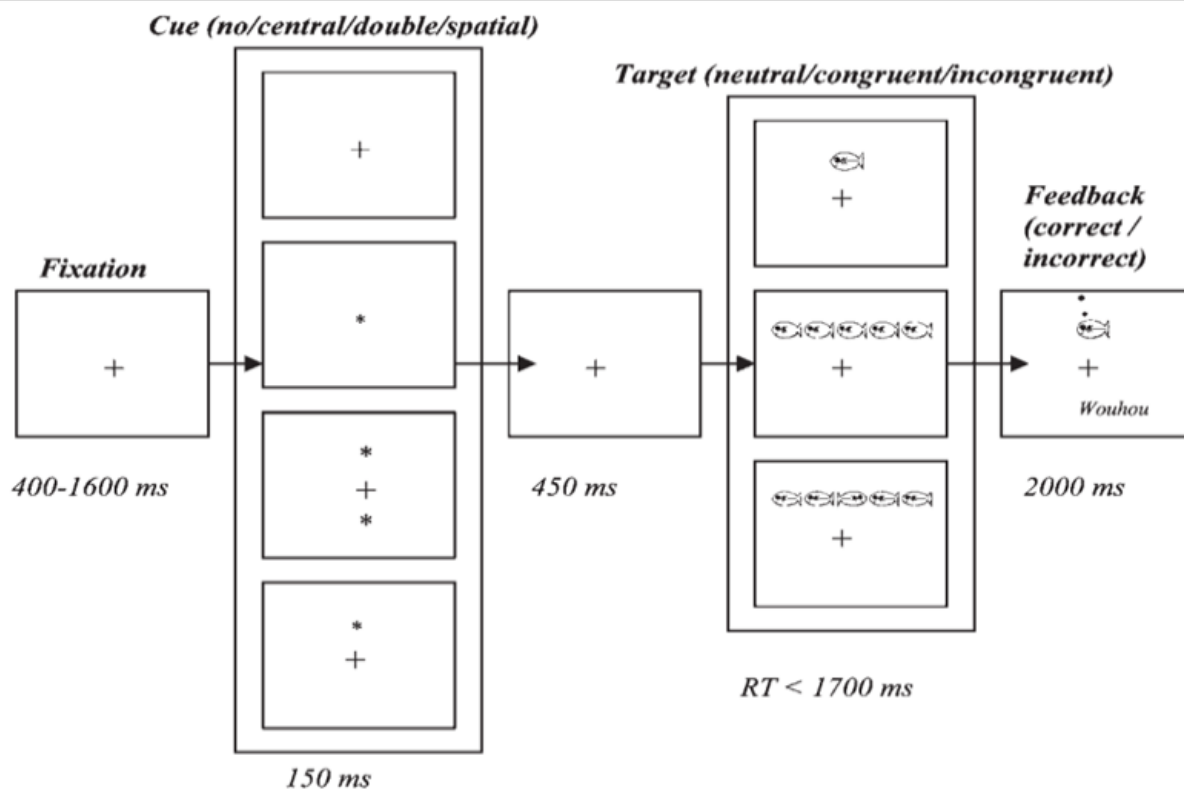 Cue (no/central/double/spatial)
Target (neutral/congruent/incongruent)
Feedback
(correct /
incorrect)
Fixation
Wouhou
400-1600 ms
450 ms
2000 ms
RT < 1700 ms
150 ms